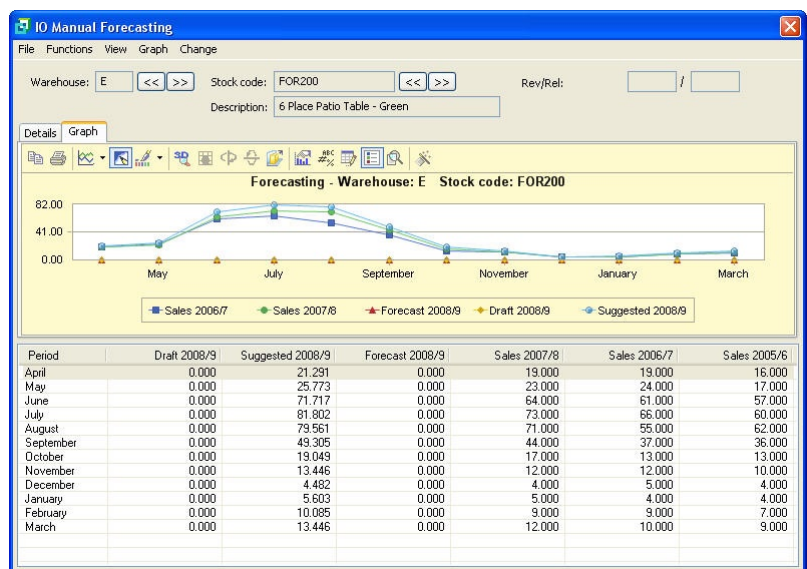 IO Manual Forecasting
File Functions View Graph Change
Warehouse: E << >> Stock code: FOR200 << >> Rev/Rel: /
Description: 6 Place Patio Table - Green
Details Graph
3D ABC #%
Forecasting - Warehouse: E Stock code: FOR200
82.00
41.00
0.00
May July September November January March
Sales 2006/7 Sales 2007/8 Forecast 2008/9 Draft 2008/9 Suggested 2008/9
Period Draft 2008/9 Suggested 2008/9 Forecast 2008/9 Sales 2007/8 Sales 2006/7 Sales 2005/6
April 0.000 21.291 0.000 19.000 19.000 16.000
May 0.000 25.773 0.000 23.000 24.000 17.000
June 0.000 71.717 0.000 64.000 61.000 57.000
July 0.000 81.802 0.000 73.000 66.000 60.000
August 0.000 79.561 0.000 71.000 55.000 62.000
September 0.000 49.305 0.000 44.000 37.000 36.000
October 0.000 19.049 0.000 17.000 13.000 13.000
November 0.000 13.446 0.000 12.000 12.000 10.000
December 0.000 4.482 0.000 4.000 5.000 4.000
January 0.000 5.603 0.000 5.000 4.000 4.000
February 0.000 10.085 0.000 9.000 9.000 7.000
March 0.000 13.446 0.000 12.000 10.000 9.000